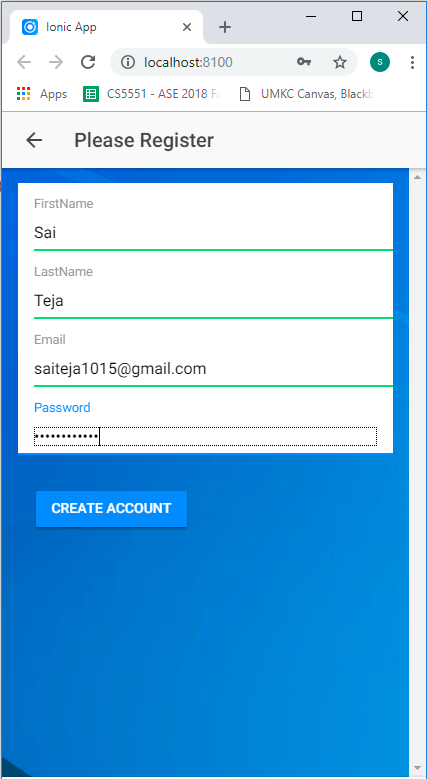 Ionic App
localhost:8100
S
Apps
CS5551 - ASE 2018 Fa
UMKC Canvas, Blackb
Please Register
FirstName
Sai
LastName
Teja
Email
saiteja1015@gmail.com
Password
••••••••••••
CREATE ACCOUNT